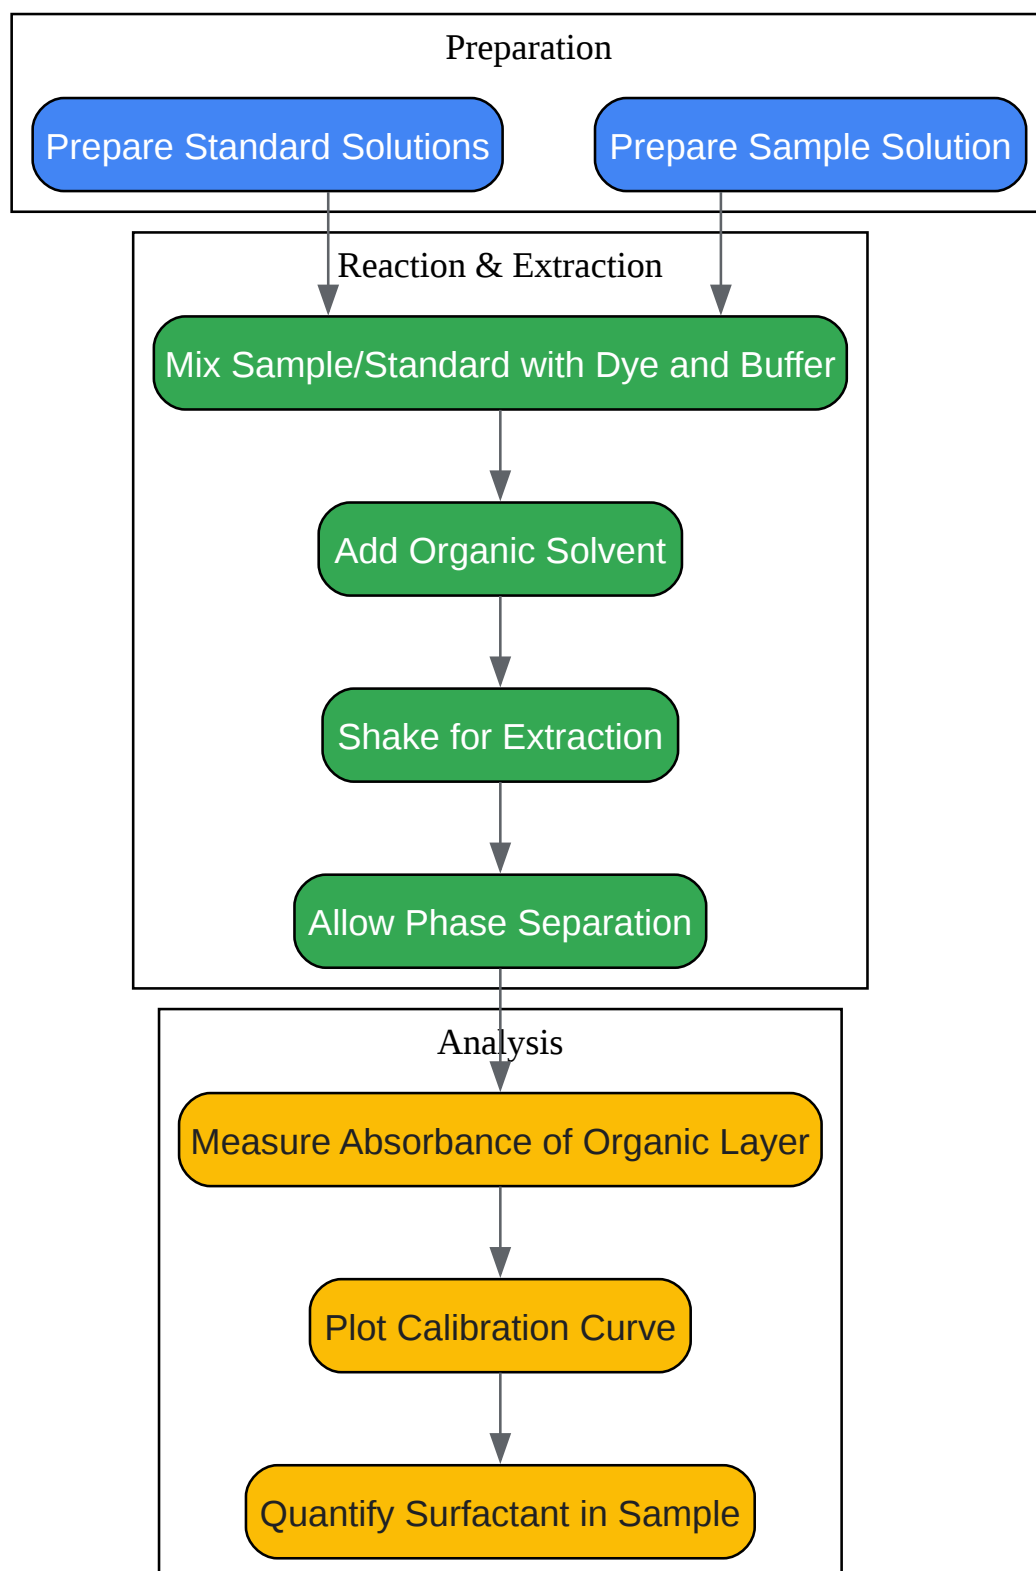 Preparation
Prepare Standard Solutions
Prepare Sample Solution
Reaction & Extraction
Mix Sample/Standard with Dye and Buffer
Add Organic Solvent
Shake for Extraction
Allow Phase Separation
Analysis
Measure Absorbance of Organic Layer
Plot Calibration Curve
Quantify Surfactant in Sample